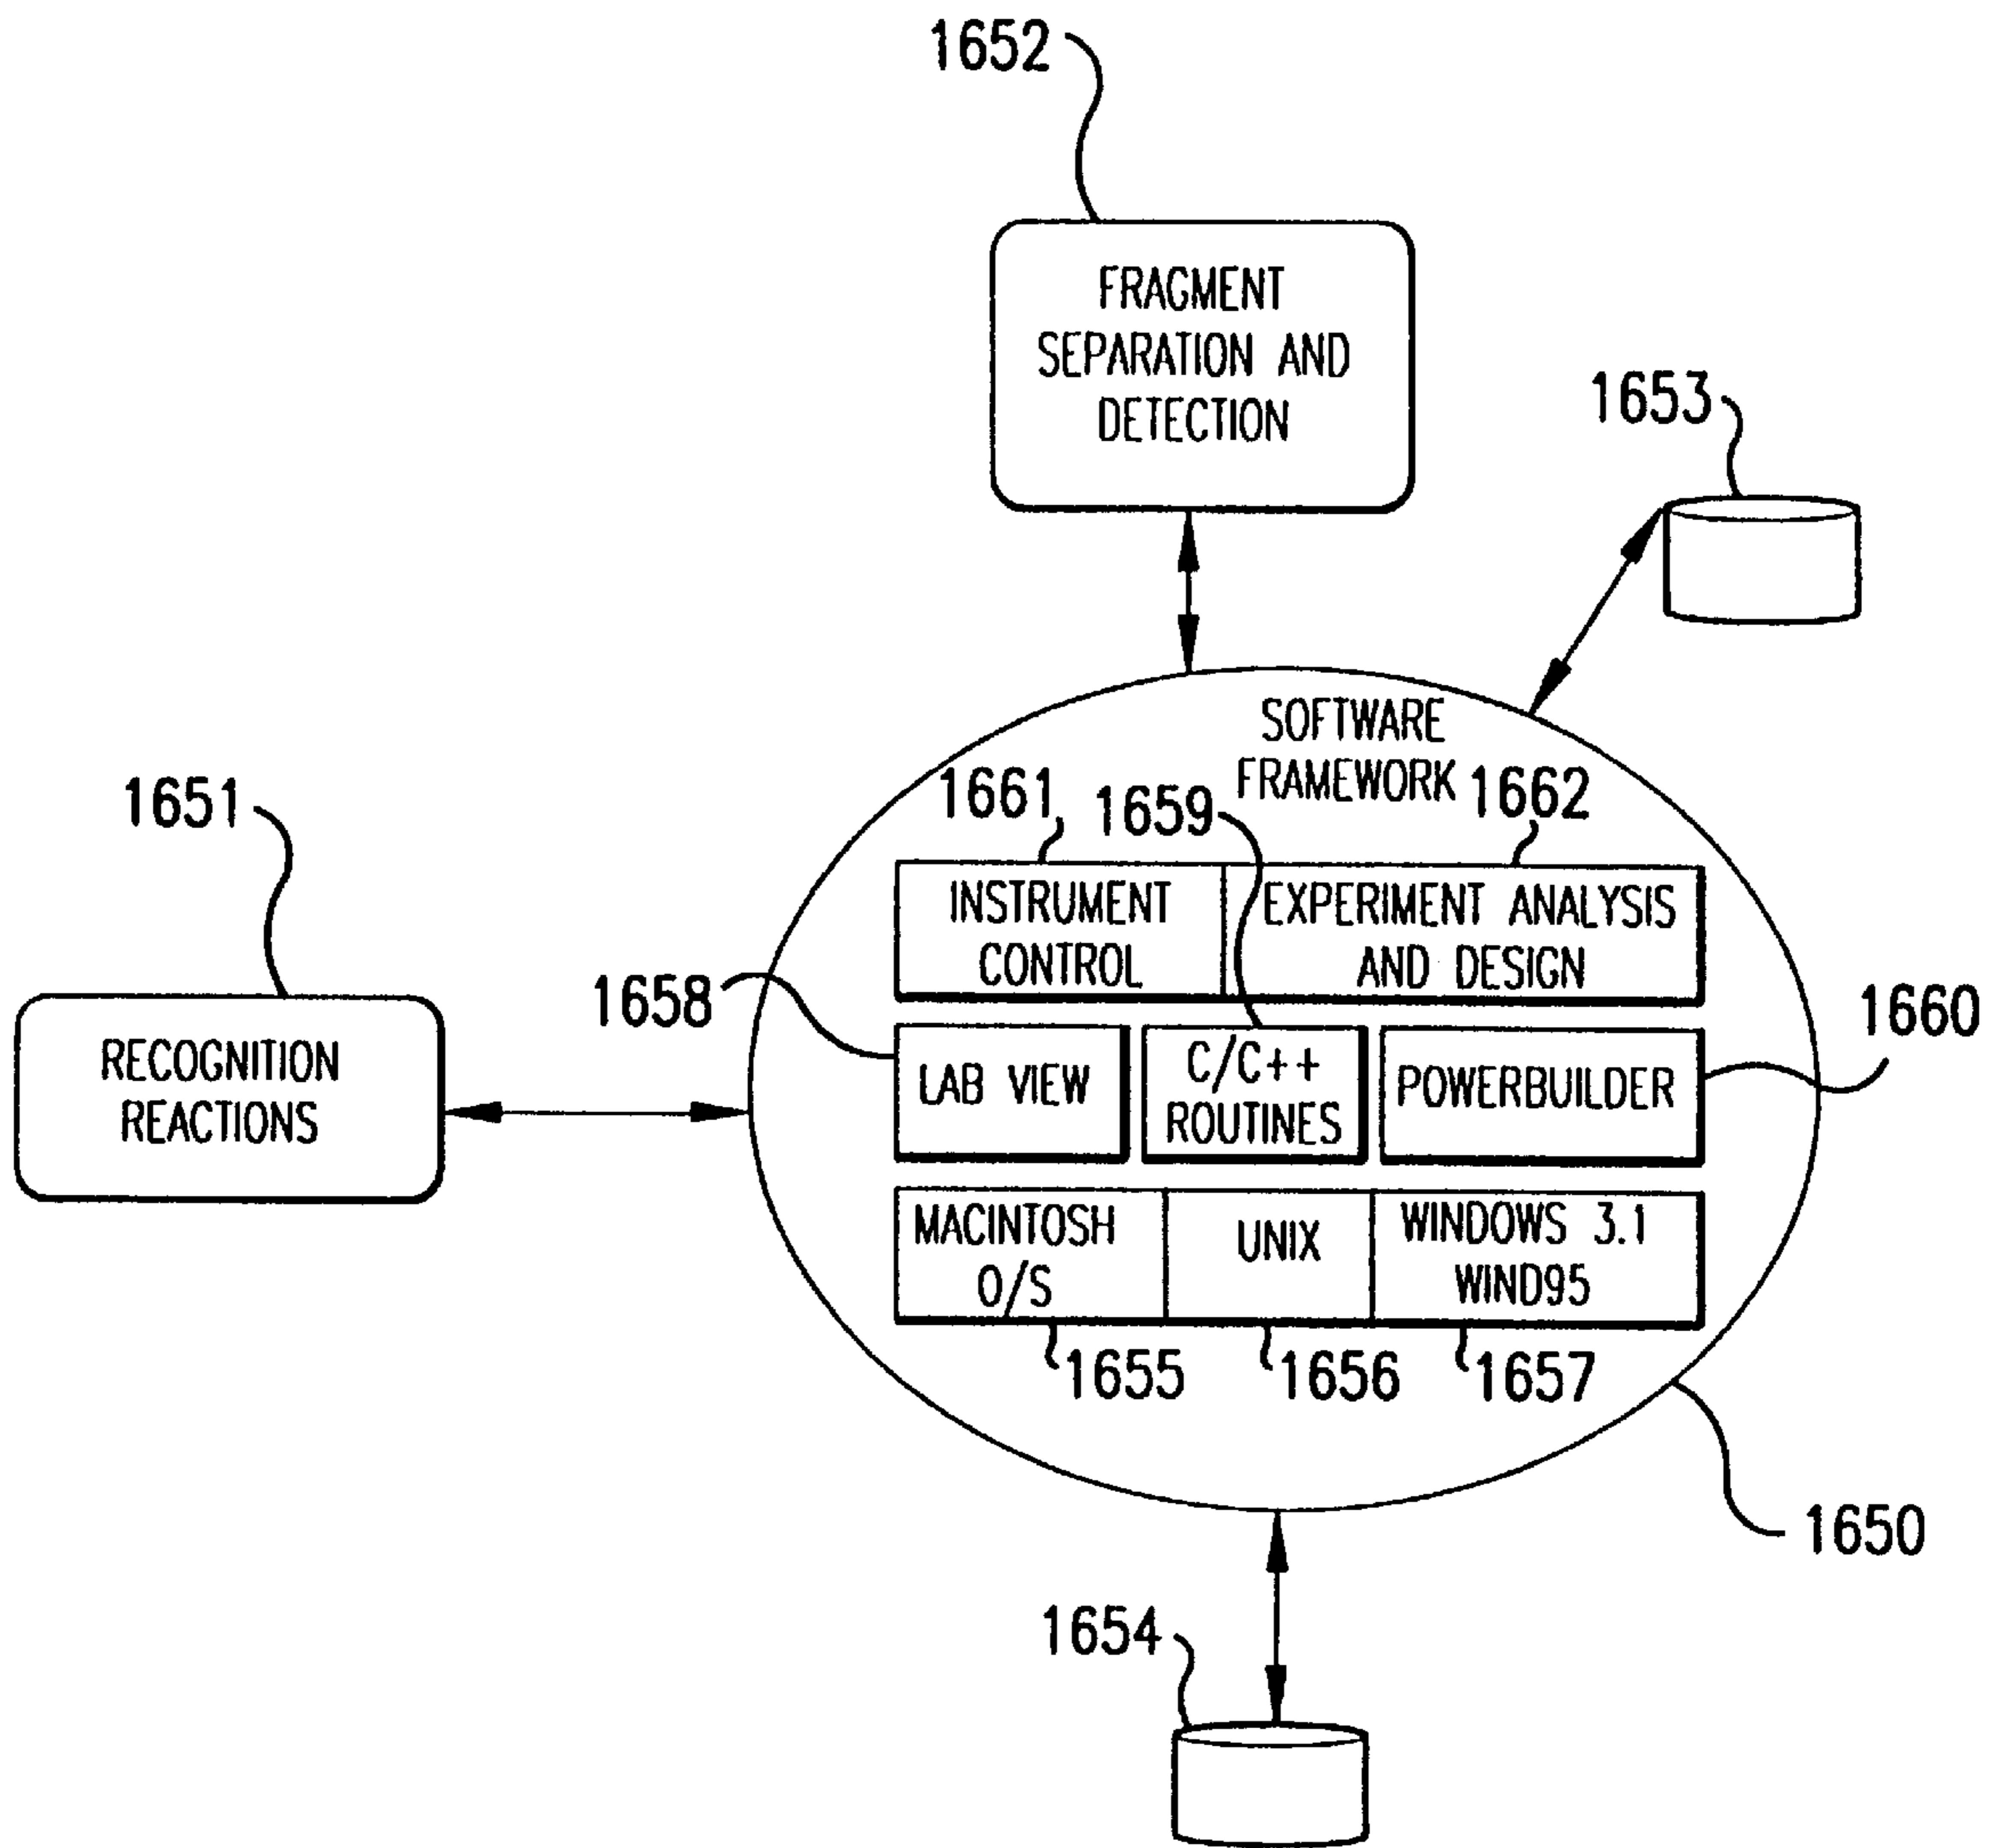 1652
FRAGMENT
SEPARATION AND
DETECTION
1653
SOFTWARE
FRAMEWORK
1661
1659
1662
1651
INSTRUMENT
CONTROL
EXPERIMENT ANALYSIS
AND DESIGN
1658
1660
RECOGNITION
REACTIONS
LAB VIEW
C/C++
ROUTINES
POWERBUILDER
MACINTOSH
O/S
UNIX
WINDOWS 3.1
WIND95
1655
1656
1657
1650
1654